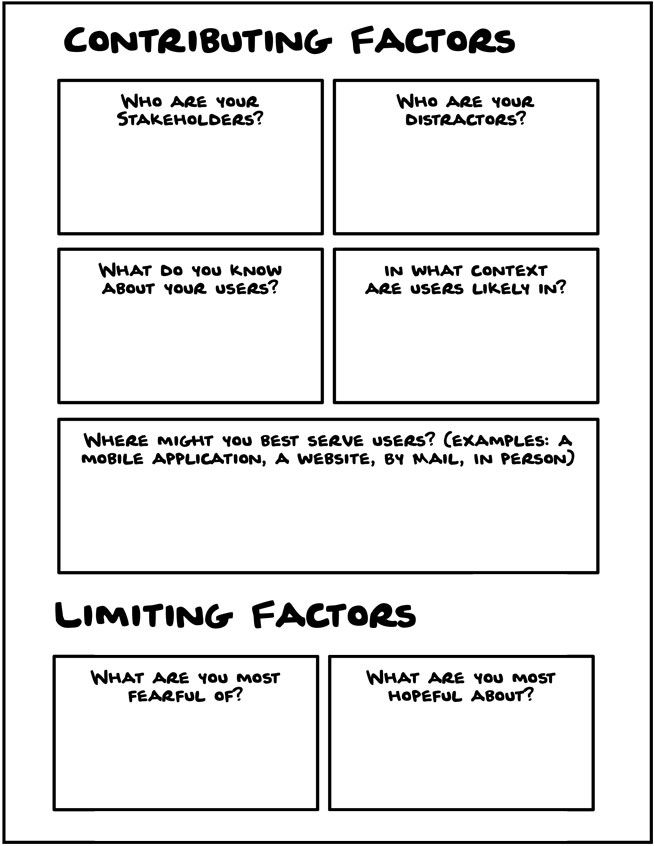 Contributing Factors
Who are your
Stakeholders?
Who are your
distractors?
What do you know
about your users?
in what context
are users likely in?
Where might you best serve users? (examples: a
mobile application, a website, by mail, in person)
Limiting Factors
What are you most
fearful of?
What are you most
hopeful about?